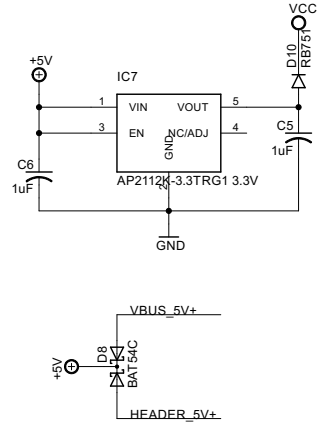 VCC
D10
RB751
+5V
IC7
1
VIN
VOUT
5
3
EN
NC/ADJ
4
GND
2
C6
1uF
C5
1uF
AP2112K-3.3TRG1 3.3V
GND
VBUS_5V+
D8
BAT54C
+5V
HEADER_5V+